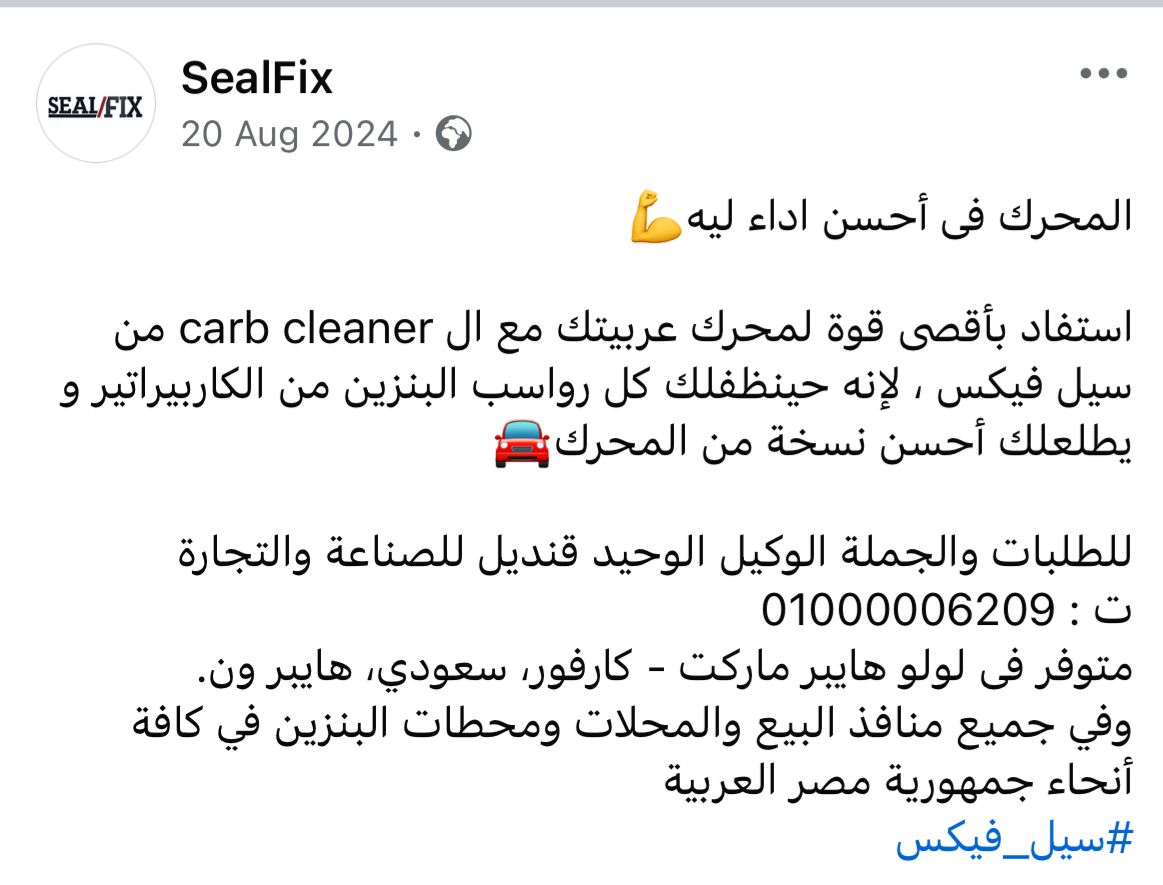 SEAL/FIX
SealFix
20 Aug 2024 ·
المحرك فى أحسن اداء ليه💪
استفاد بأقصى قوة لمحرك عربيتك مع ال carb cleaner من
سيل فيكس ، لإنه حينظفلك كل رواسب البنزين من الكاربيراتير و
يطلعلك أحسن نسخة من المحرك🚘
للطلبات والجملة الوكيل الوحيد قنديل للصناعة والتجارة
ت : 01000006209
متوفر فى لولو هايبر ماركت - كارفور، سعودي، هايبر ون.
وفي جميع منافذ البيع والمحلات ومحطات البنزين في كافة
أنحاء جمهورية مصر العربية
#سيل_فيكس